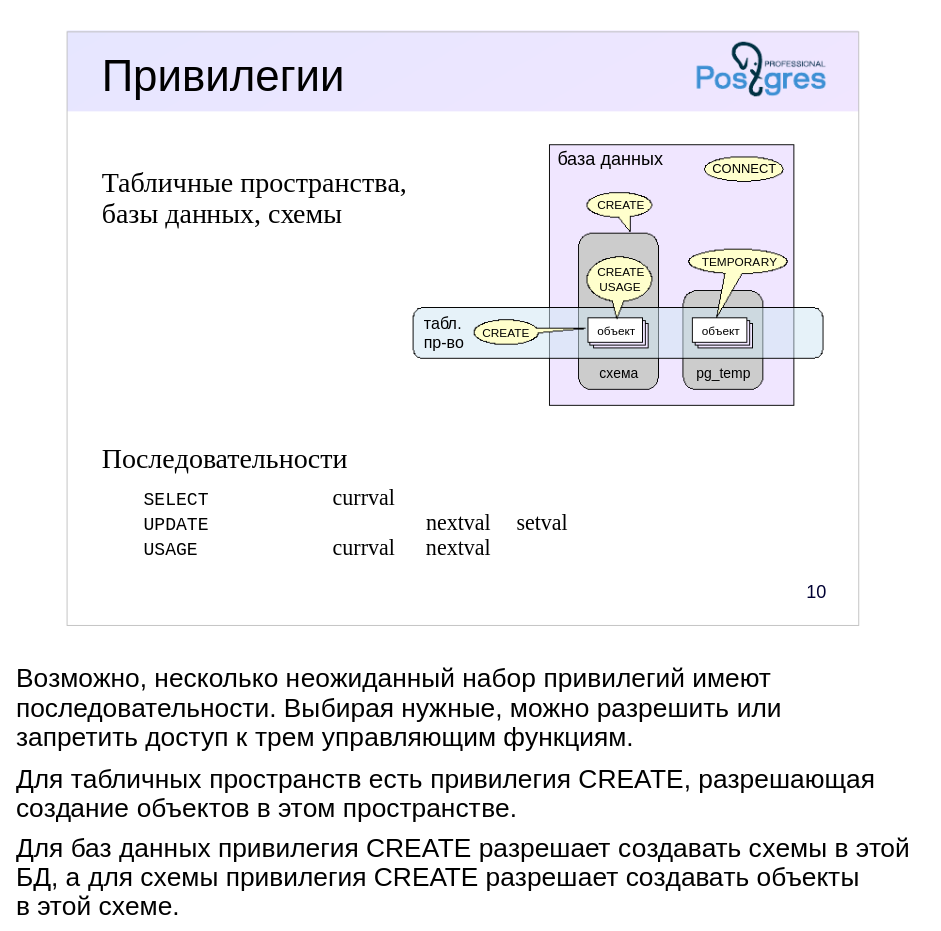 Привилегии
PROFESSIONAL
Postgres
Табличные пространства,
базы данных, схемы
база данных
CONNECT
CREATE
CREATE
USAGE
TEMPORARY
табл.
пр-во
CREATE
объект
объект
схема
pg_temp
Последовательности
SELECT currval
UPDATE nextval setval
USAGE currval nextval
10
Возможно, несколько неожиданный набор привилегий имеют
последовательности. Выбирая нужные, можно разрешить или
запретить доступ к трем управляющим функциям.
Для табличных пространств есть привилегия CREATE, разрешающая
создание объектов в этом пространстве.
Для баз данных привилегия CREATE разрешает создавать схемы в этой
БД, а для схемы привилегия CREATE разрешает создавать объекты
в этой схеме.